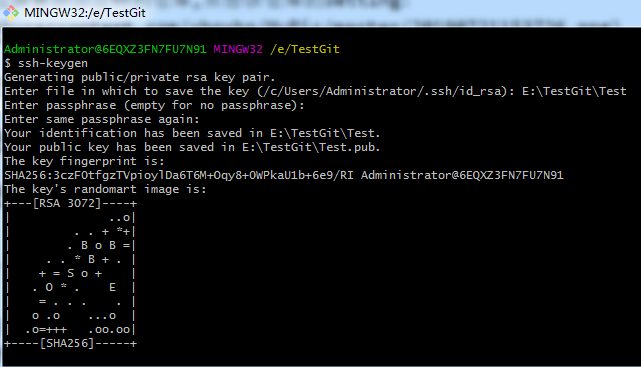 MINGW32:/e/TestGit
Administrator@6EQXZ3FN7FU7N91 MINGW32 /e/TestGit
$ ssh-keygen
Generating public/private rsa key pair.
Enter file in which to save the key (/c/Users/Administrator/.ssh/id_rsa): E:\TestGit\Test
Enter passphrase (empty for no passphrase):
Enter same passphrase again:
Your identification has been saved in E:\TestGit\Test.
Your public key has been saved in E:\TestGit\Test.pub.
The key fingerprint is:
SHA256:3czFOtfgzTVpioylDa6T6M+Oqy8+OWPkaU1b+6e9/RI Administrator@6EQXZ3FN7FU7N91
The key's randomart image is:
+---[RSA 3072]----+
|              ..o|
|         . . + *+|
|        . B o B =|
|     . . * B + . |
|    + = S o +    |
|   . O * .    E  |
|    = . . .    . |
|   o .o    ...o  |
|  .o=+++   .oo.oo|
+----[SHA256]-----+